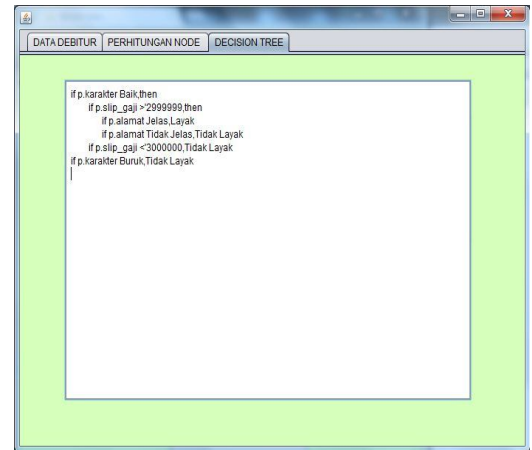 DATA DEBITUR PERHITUNGAN NODE DECISION TREE
if p.karakter Baik,then
if p.slip_gaji >'2999999,then
if p.alamat Jelas,Layak
if p.alamat Tidak Jelas,Tidak Layak
if p.slip_gaji <'3000000,Tidak Layak
if p.karakter Buruk,Tidak Layak